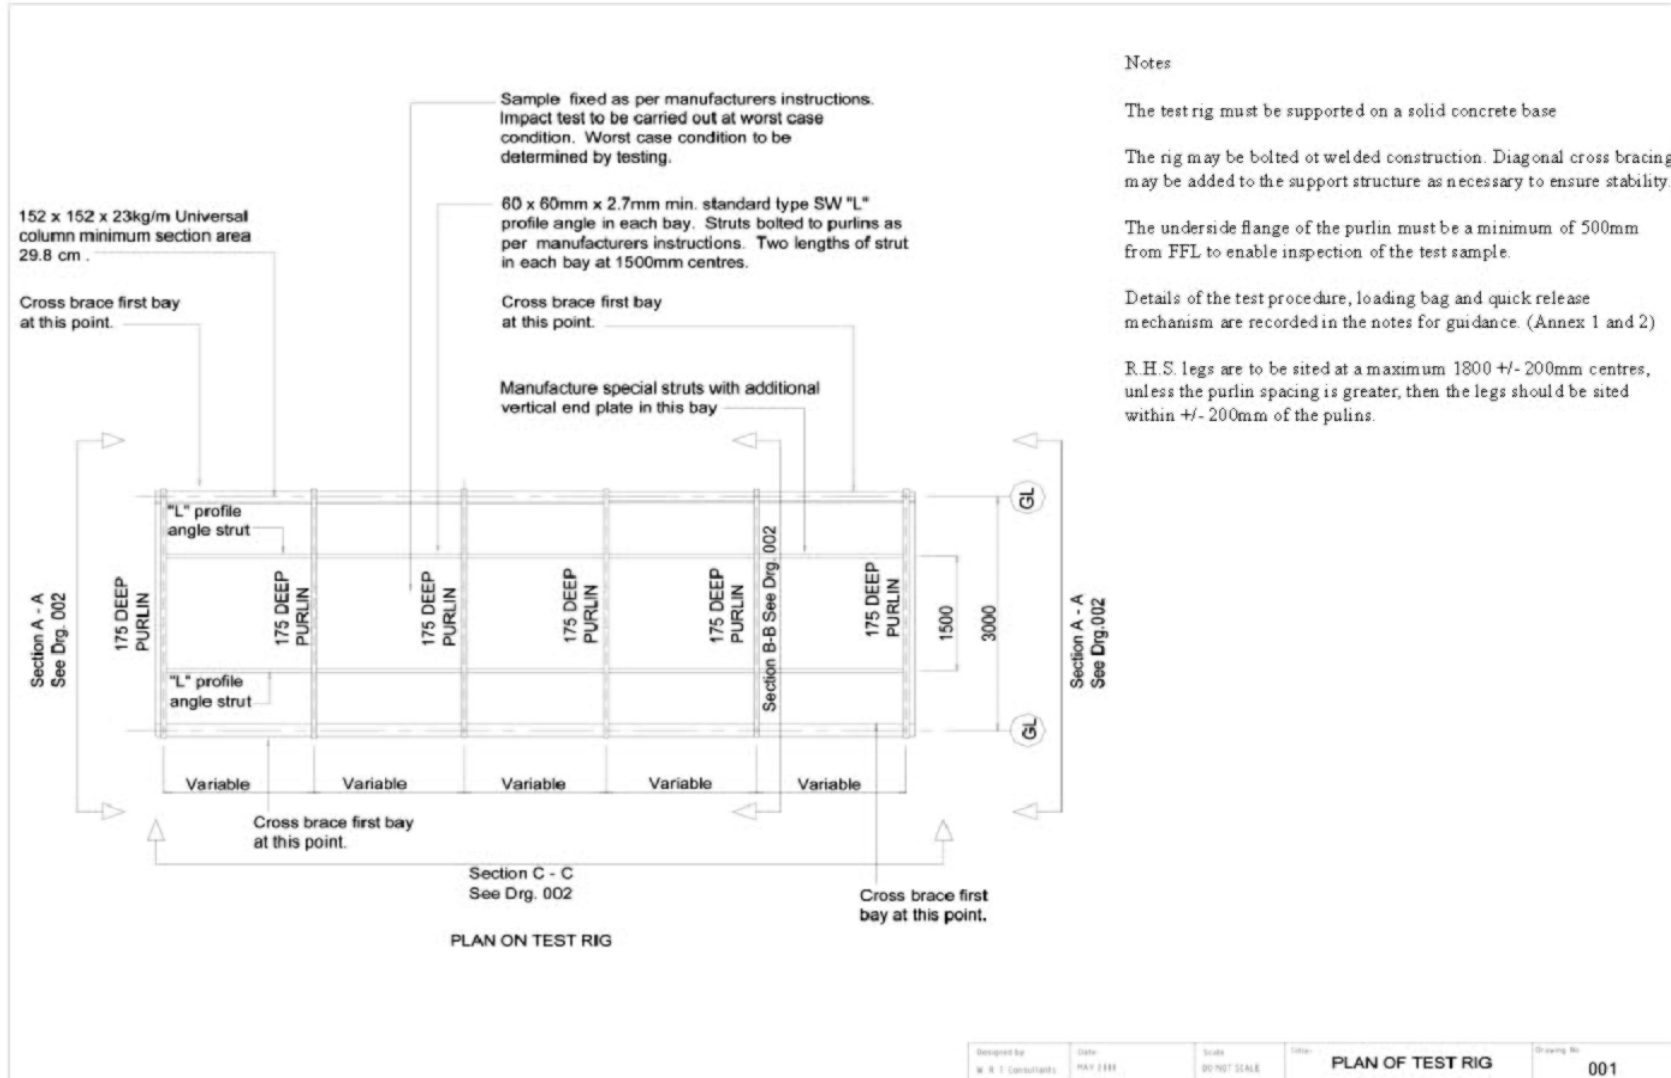 Notes
The test rig must be supported on a solid concrete base
The rig may be bolted ot welded construction. Diagonal cross bracing
may be added to the support structure as necessary to ensure stability.
The underside flange of the purlin must be a minimum of 500mm
from FFL to enable inspection of the test sample.
Details of the test procedure, loading bag and quick release
mechanism are recorded in the notes for guidance. (Annex 1 and 2)
R.H.S. legs are to be sited at a maximum 1800 +/- 200mm centres,
unless the purlin spacing is greater, then the legs should be sited
within +/- 200mm of the pulins.
Sample fixed as per manufacturers instructions.
Impact test to be carried out at worst case
condition. Worst case condition to be
determined by testing.
60 x 60mm x 2.7mm min. standard type SW "L"
profile angle in each bay. Struts bolted to purlins as
per manufacturers instructions. Two lengths of strut
in each bay at 1500mm centres.
152 x 152 x 23kg/m Universal
column minimum section area
29.8 cm .
Cross brace first bay
at this point.
Cross brace first bay
at this point.
Manufacture special struts with additional
vertical end plate in this bay
"L" profile
angle strut
"L" profile
angle strut
Section A - A
See Drg. 002
175 DEEP
PURLIN
175 DEEP
PURLIN
175 DEEP
PURLIN
175 DEEP
PURLIN
175 DEEP
PURLIN
Section B-B See Drg. 002
175 DEEP
PURLIN
1500
3000
GL
GL
Section A - A
See Drg.002
Variable
Variable
Variable
Variable
Variable
Cross brace first bay
at this point.
Section C - C
See Drg. 002
Cross brace first
bay at this point.
PLAN ON TEST RIG
Designed by
W R T Consultants
Date
MAY
Scale
DO NOT SCALE
Title
PLAN OF TEST RIG
Drawing No
001